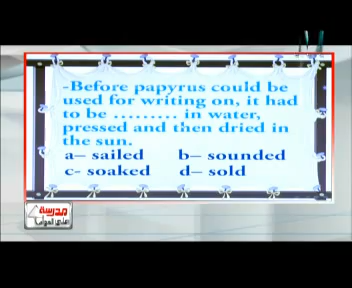 -Before papyrus could be
used for writing on, it had
to be ......... in water,
pressed and then dried in
the sun.
a– sailed b– sounded
c- soaked d– sold
مدرسة
على الهواء